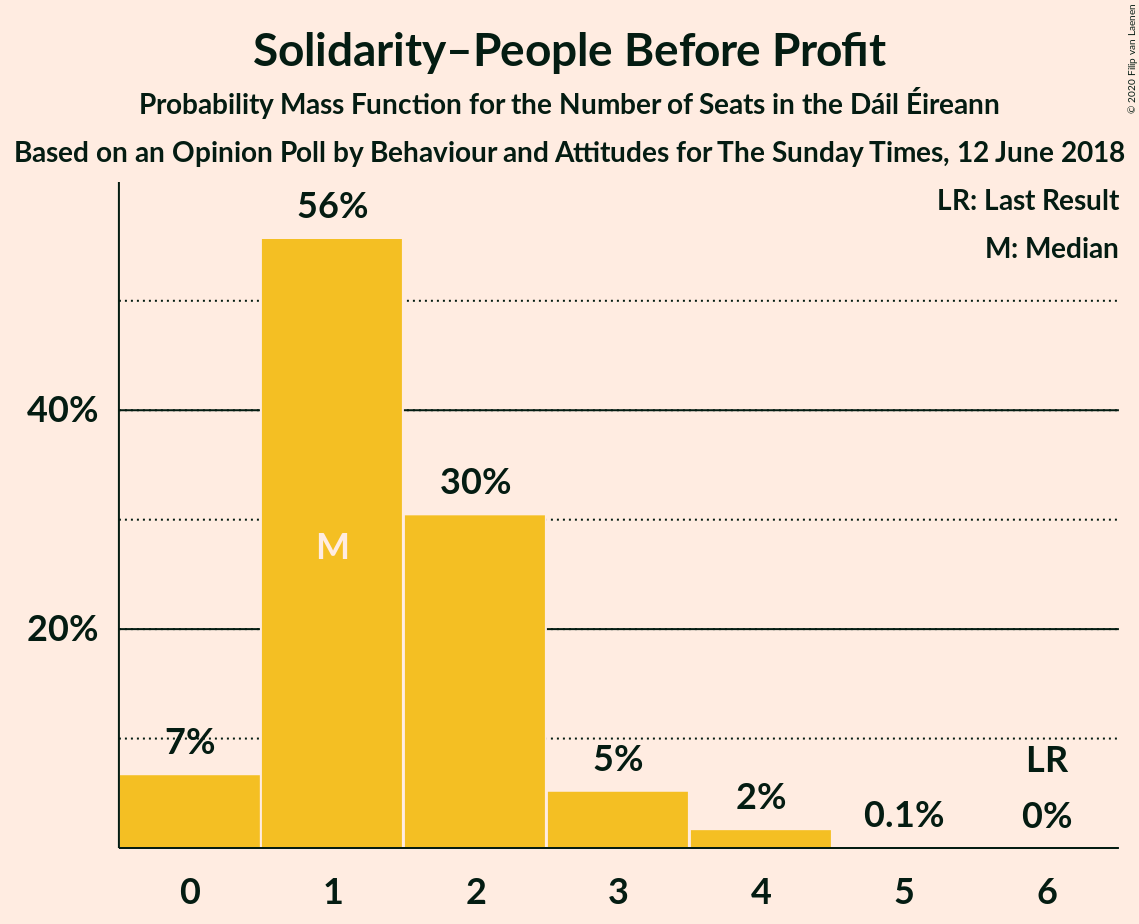 Solidarity–People Before Profit
Probability Mass Function for the Number of Seats in the Dáil Éireann
Based on an Opinion Poll by Behaviour and Attitudes for The Sunday Times, 12 June 2018
© 2020 Filip van Laenen
LR: Last Result
M: Median
56%
40%
30%
M
20%
7%
5%
LR
2%
0.1%
0%
0 1 2 3 4 5 6